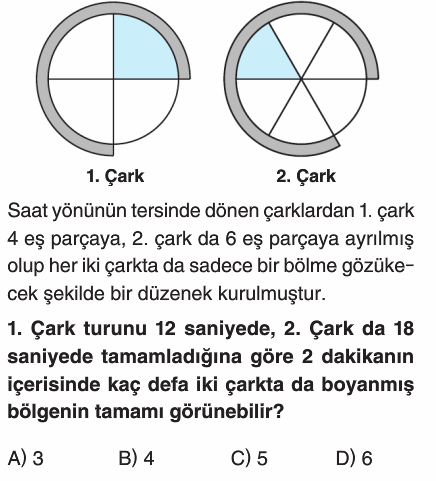 1. Çark 2. Çark
Saat yönünün tersinde dönen çarklardan 1. çark
4 eş parçaya, 2. çark da 6 eş parçaya ayrılmış
olup her iki çarkta da sadece bir bölme gözüke-
cek şekilde bir düzenek kurulmuştur.
1. Çark turunu 12 saniyede, 2. Çark da 18
saniyede tamamladığına göre 2 dakikanın
içerisinde kaç defa iki çarkta da boyanmış
bölgenin tamamı görünebilir?
A) 3 B) 4 C) 5 D) 6